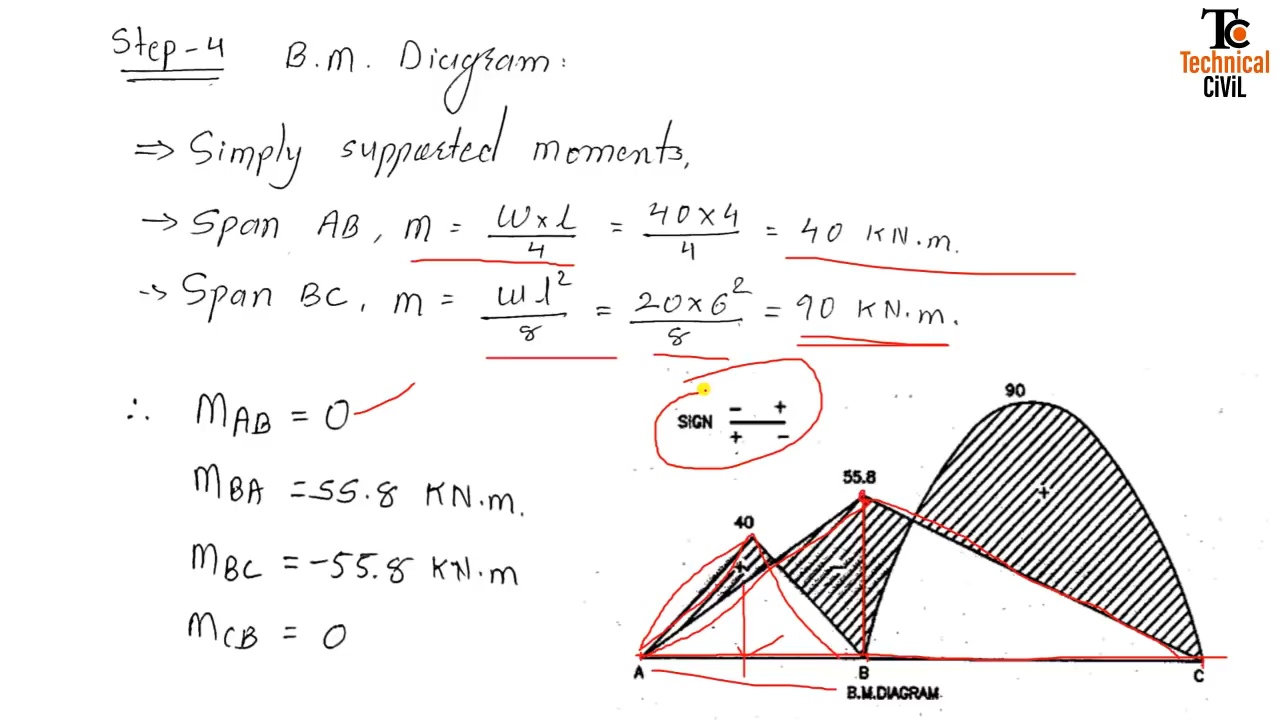 Step-4 B.M. Diagram:
Tc
Technical
CiViL
⇒ Simply supported moments,
→ Span AB, m = W×L/4 = 40×4/4 = 40 KN.m.
→ Span BC, m = wl²/8 = 20×6²/8 = 90 KN.m.
∴ MAB = 0
MBA = 55.8 KN.m.
MBC = -55.8 KN.m
MCB = 0
SIGN - +
+ -
90
55.8
40
+ - +
A B C
B.M.DIAGRAM